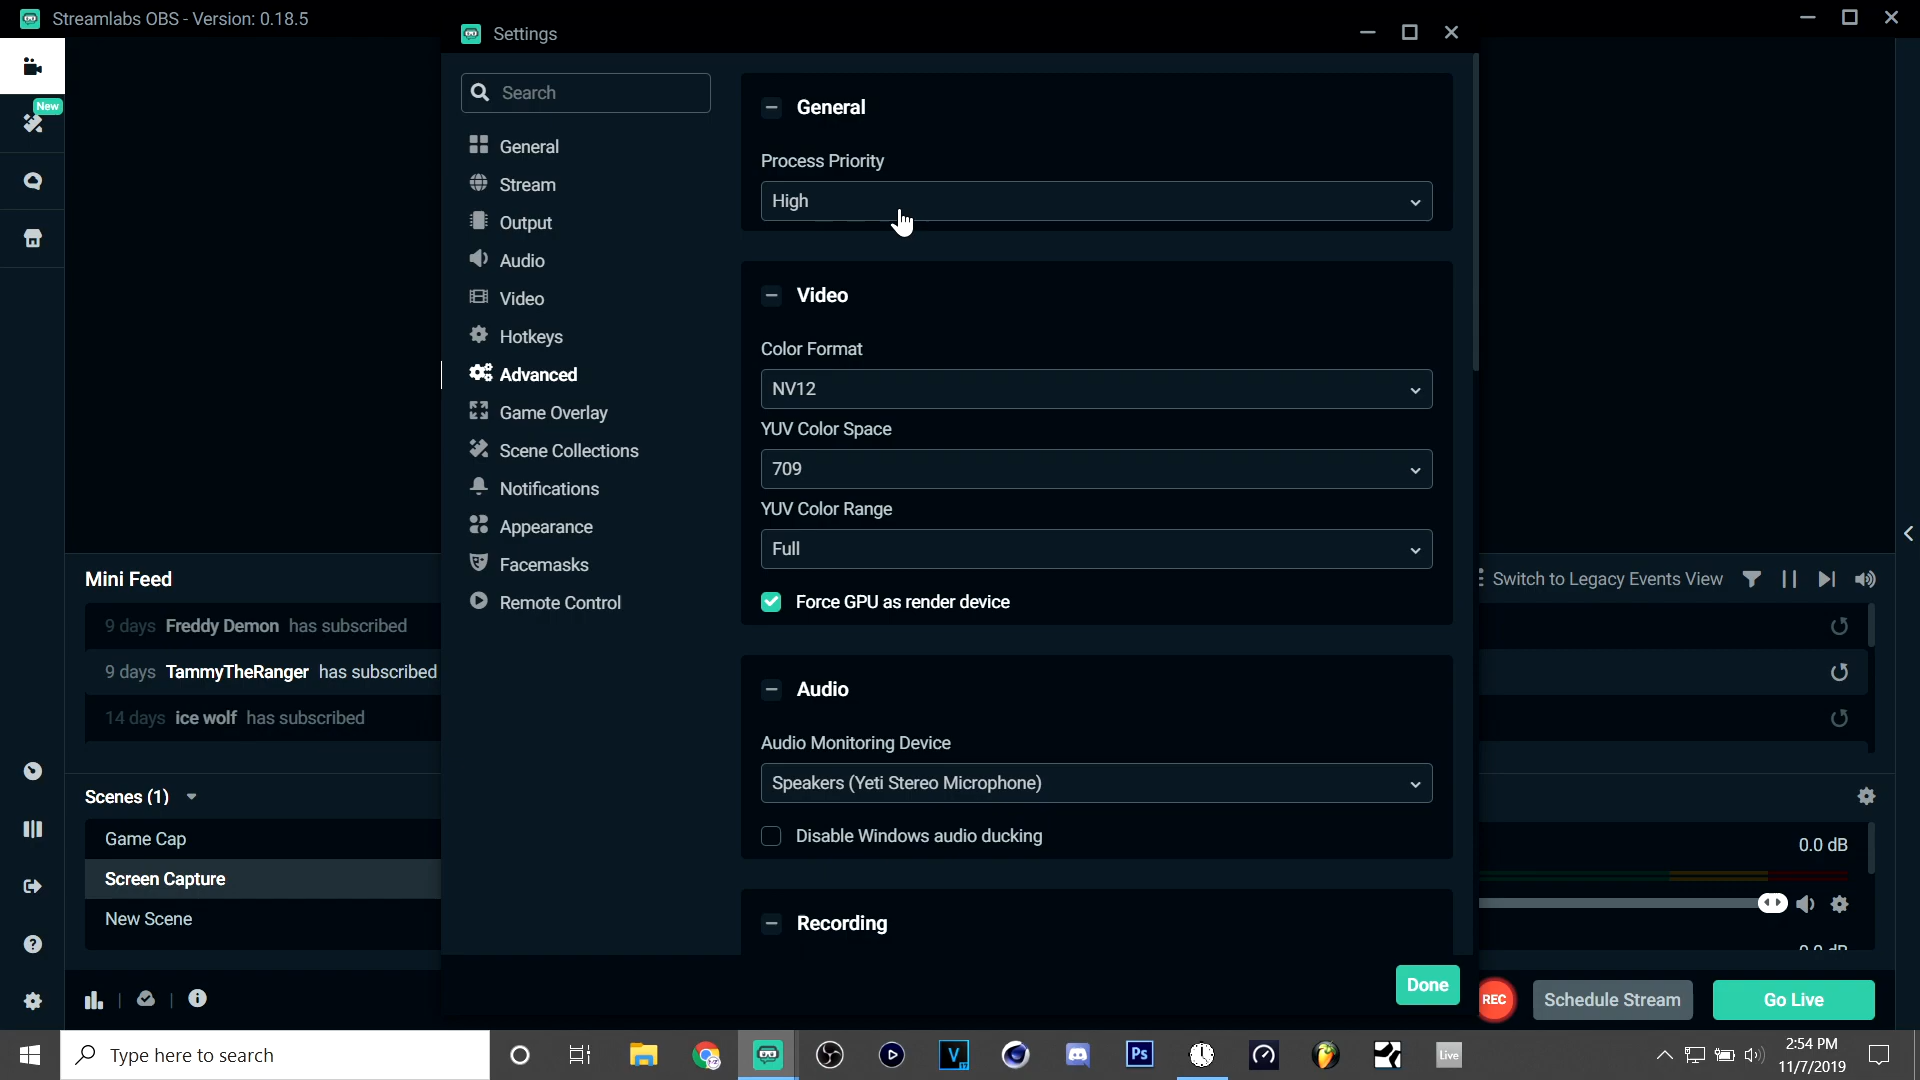 Streamlabs OBS - Version: 0.18.5
Settings
New
Search
General
Stream
Output
Audio
Video
Hotkeys
Advanced
Game Overlay
Scene Collections
Notifications
Appearance
Facemasks
Remote Control
General
Process Priority
High
Video
Color Format
NV12
YUV Color Space
709
YUV Color Range
Full
Force GPU as render device
Audio
Audio Monitoring Device
Speakers (Yeti Stereo Microphone)
Disable Windows audio ducking
Recording
Done
Mini Feed
9 days Freddy Demon has subscribed
9 days TammyTheRanger has subscribed
14 days ice wolf has subscribed
Switch to Legacy Events View
Scenes (1)
Game Cap
Screen Capture
New Scene
0.0 dB
0.0 dB
REC
Schedule Stream
Go Live
Type here to search
V
17
Ps
Live
2:54 PM
11/7/2019